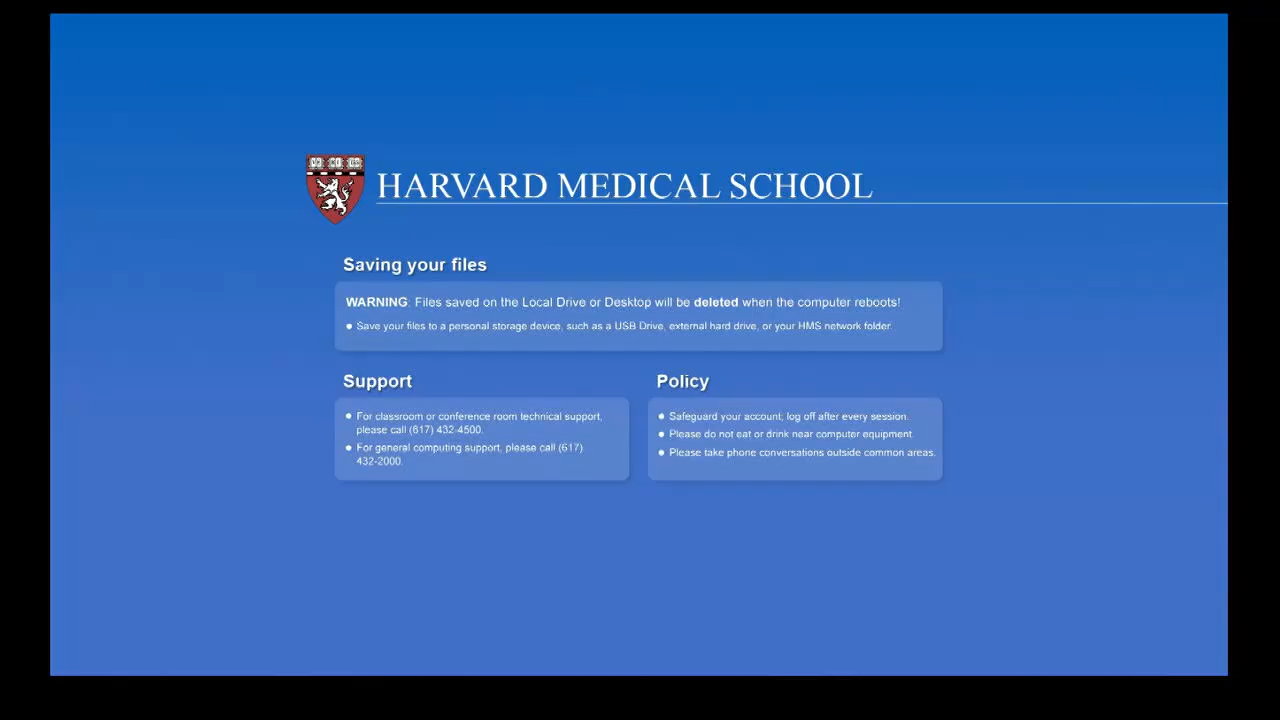 HARVARD MEDICAL SCHOOL
Saving your files
WARNING: Files saved on the Local Drive or Desktop will be deleted when the computer reboots!
● Save your files to a personal storage device, such as a USB Drive, external hard drive, or your HMS network folder.
Support
● For classroom or conference room technical support,
please call (617) 432-4500.
● For general computing support, please call (617)
432-2000.
Policy
● Safeguard your account; log off after every session.
● Please do not eat or drink near computer equipment.
● Please take phone conversations outside common areas.